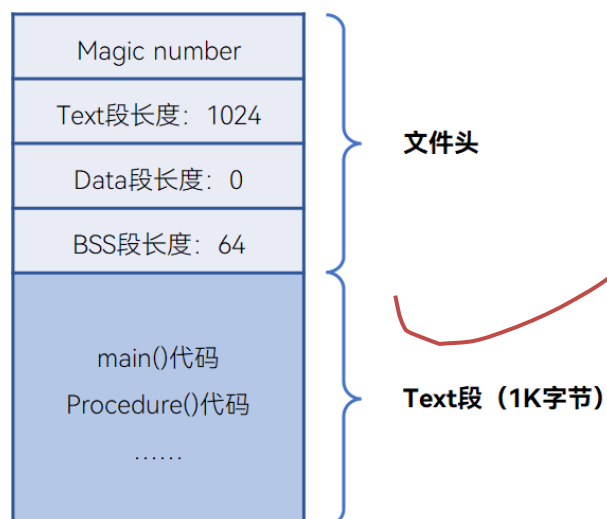 Magic number
Text段长度：1024
Data段长度：0
BSS段长度：64
文件头
main()代码
Procedure()代码
……
Text段（1K字节）